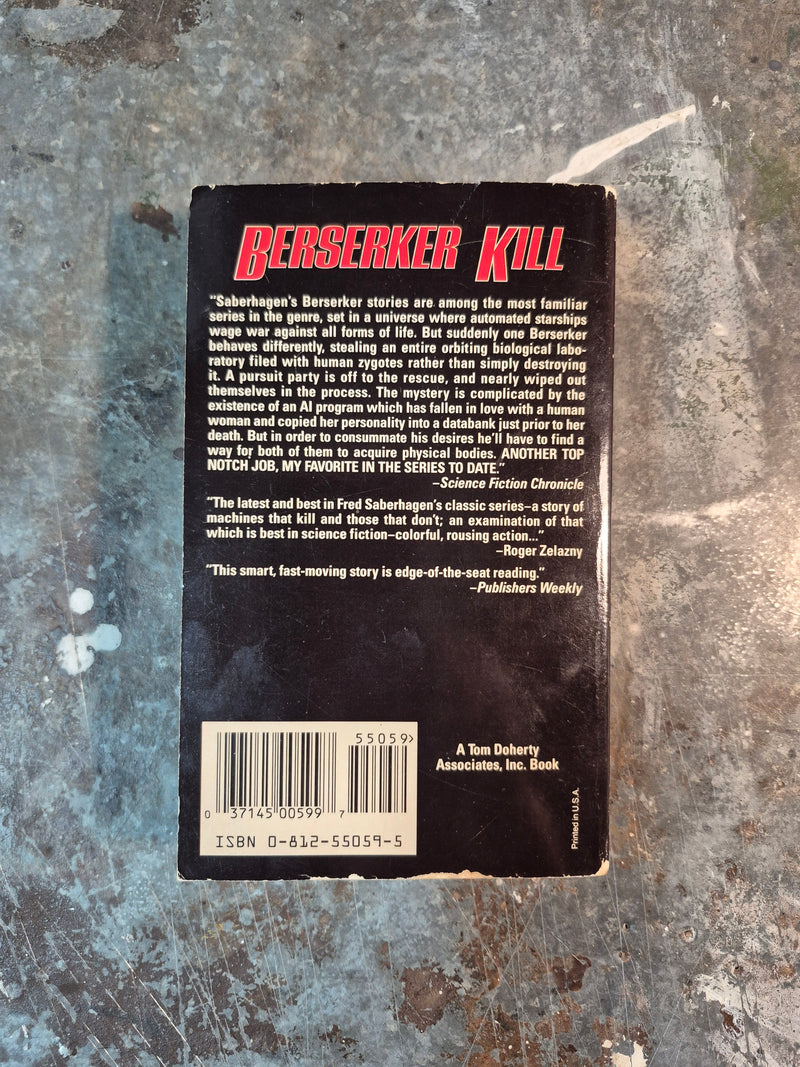 BERSERKER KILL
"Saberhagen's Berserker stories are among the most familiar
series in the genre, set in a universe where automated starships
wage war against all forms of life. But suddenly one Berserker
behaves differently, stealing an entire orbiting biological labo-
ratory filed with human zygotes rather than simply destroying
it. A pursuit party is off to the rescue, and nearly wiped out
themselves in the process. The mystery is complicated by the
existence of an AI program which has fallen in love with a human
woman and copied her personality into a databank just prior to her
death. But in order to consummate his desires he'll have to find a
way for both of them to acquire physical bodies. ANOTHER TOP
NOTCH JOB, MY FAVORITE IN THE SERIES TO DATE."
–Science Fiction Chronicle
"The latest and best in Fred Saberhagen's classic series–a story of
machines that kill and those that don't; an examination of that
which is best in science fiction–colorful, rousing action..."
–Roger Zelazny
"This smart, fast-moving story is edge-of-the-seat reading."
–Publishers Weekly
55059>
0 37145 00599 7
ISBN 0-812-55059-5
A Tom Doherty
Associates, Inc. Book
Printed in U.S.A.